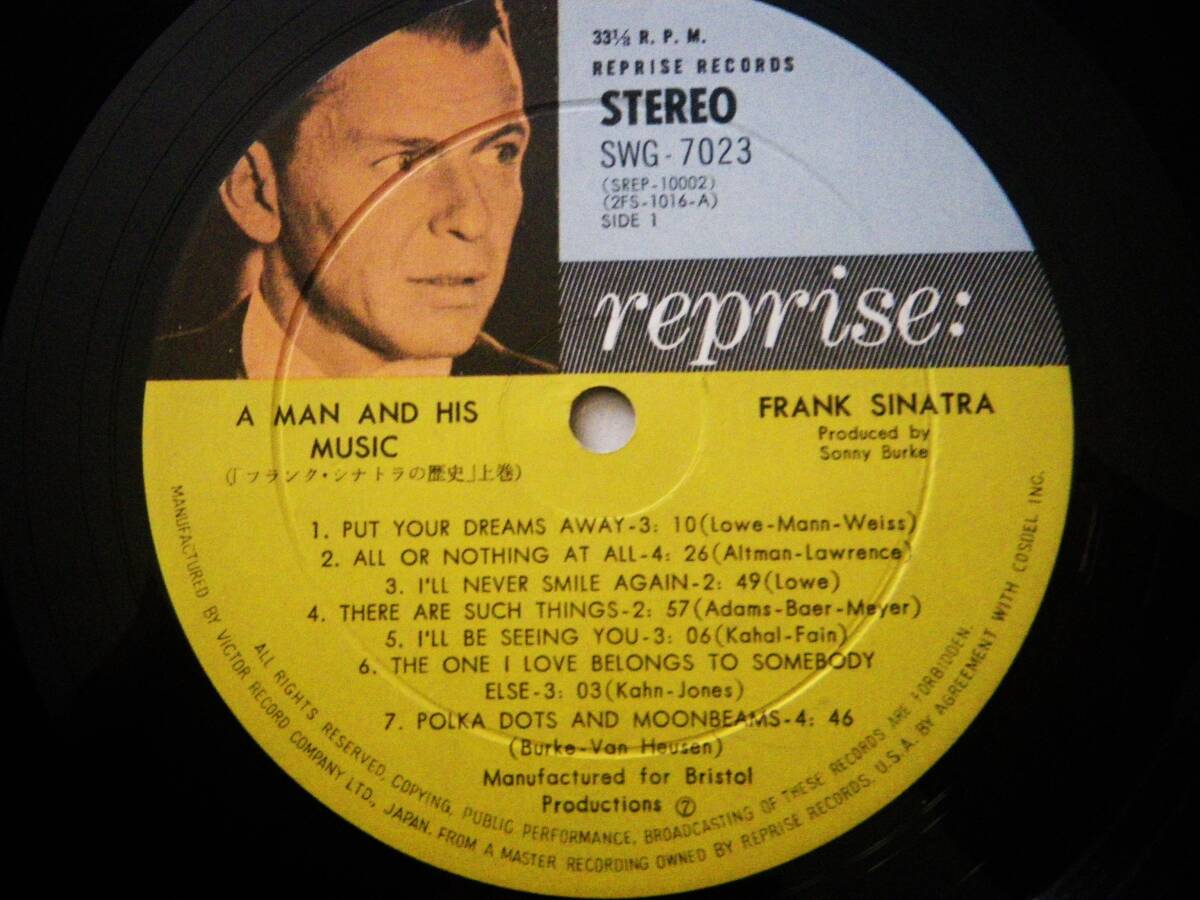 33⅓ R. P. M.
REPRISE RECORDS
STEREO
SWG - 7023
(SREP-10002)
(2FS-1016-A)
SIDE 1
reprise:
A MAN AND HIS
MUSIC
(「フランク・シナトラの歴史」上巻)
FRANK SINATRA
Produced by
Sonny Burke
1. PUT YOUR DREAMS AWAY-3: 10(Lowe-Mann-Weiss)
2. ALL OR NOTHING AT ALL-4: 26(Altman-Lawrence)
3. I'LL NEVER SMILE AGAIN-2: 49(Lowe)
4. THERE ARE SUCH THINGS-2: 57(Adams-Baer-Meyer)
5. I'LL BE SEEING YOU-3: 06(Kahal-Fain)
6. THE ONE I LOVE BELONGS TO SOMEBODY
ELSE-3: 03(Kahn-Jones)
7. POLKA DOTS AND MOONBEAMS-4: 46
(Burke-Van Heusen)
Manufactured for Bristol
Productions ⑦
ALL RIGHTS RESERVED, COPYING, PUBLIC PERFORMANCE, BROADCASTING OF THESE RECORDS ARE FORBIDDEN.
MANUFACTURED BY VICTOR RECORD COMPANY LTD., JAPAN. FROM A MASTER RECORDING OWNED BY REPRISE RECORDS, U.S.A. BY AGREEMENT WITH COSDEL INC.